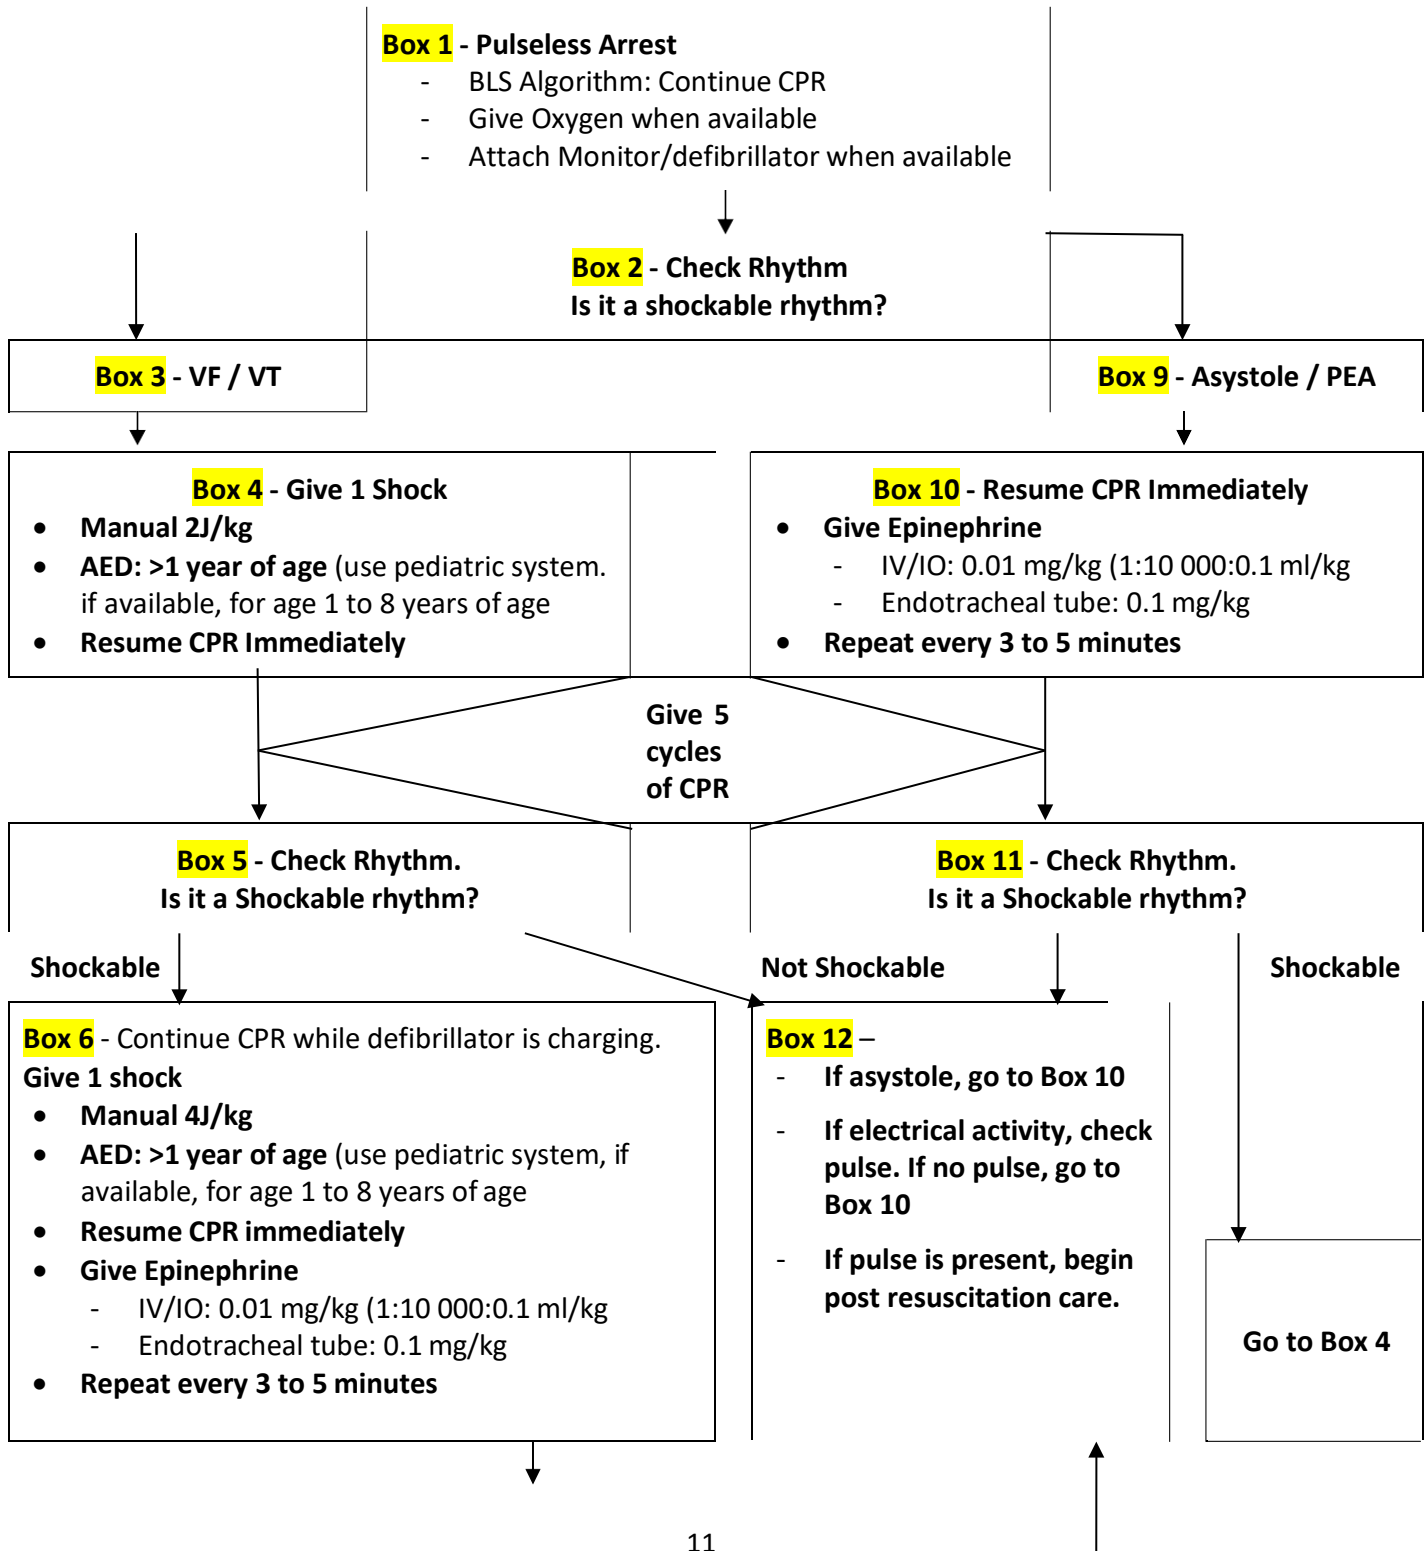 Box 1 - Pulseless Arrest
- BLS Algorithm: Continue CPR
- Give Oxygen when available
- Attach Monitor/defibrillator when available
Box 2 - Check Rhythm
Is it a shockable rhythm?
Box 3 - VF / VT
Box 9 - Asystole / PEA
Box 4 - Give 1 Shock
• Manual 2J/kg
• AED: >1 year of age (use pediatric system.
if available, for age 1 to 8 years of age
• Resume CPR Immediately
Box 10 - Resume CPR Immediately
• Give Epinephrine
- IV/IO: 0.01 mg/kg (1:10 000:0.1 ml/kg
- Endotracheal tube: 0.1 mg/kg
• Repeat every 3 to 5 minutes
Give 5
cycles
of CPR
Box 5 - Check Rhythm.
Is it a Shockable rhythm?
Box 11 - Check Rhythm.
Is it a Shockable rhythm?
Shockable
Not Shockable
Shockable
Box 6 - Continue CPR while defibrillator is charging.
Give 1 shock
• Manual 4J/kg
• AED: >1 year of age (use pediatric system, if
available, for age 1 to 8 years of age
• Resume CPR immediately
• Give Epinephrine
- IV/IO: 0.01 mg/kg (1:10 000:0.1 ml/kg
- Endotracheal tube: 0.1 mg/kg
• Repeat every 3 to 5 minutes
Box 12 –
- If asystole, go to Box 10
- If electrical activity, check
pulse. If no pulse, go to
Box 10
- If pulse is present, begin
post resuscitation care.
Go to Box 4
11